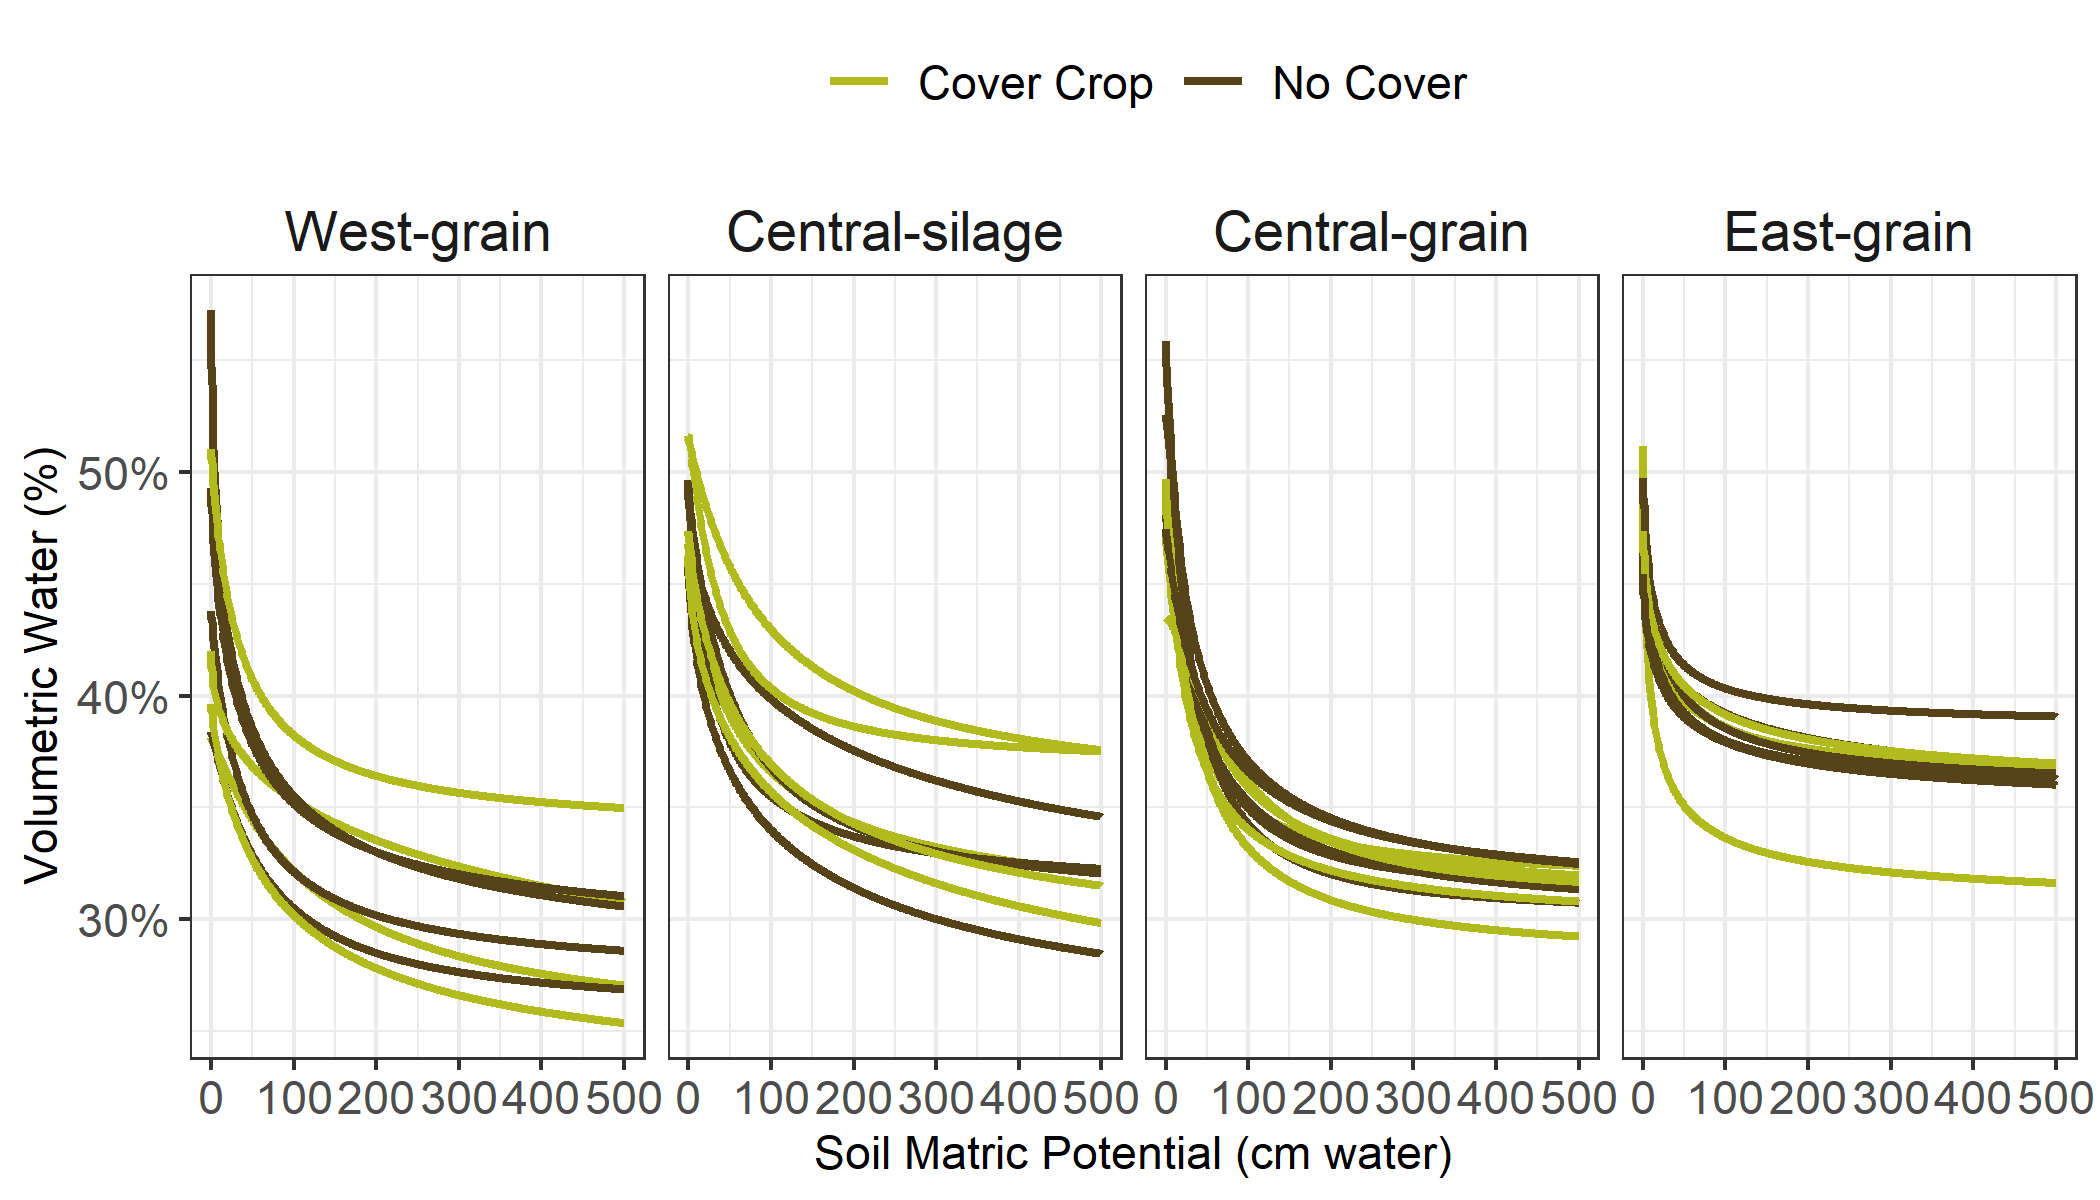 Cover Crop No Cover
West-grain Central-silage Central-grain East-grain
Volumetric Water (%)
50%
40%
30%
0 100 200 300 400 500 0 100 200 300 400 500 0 100 200 300 400 500 0 100 200 300 400 500
Soil Matric Potential (cm water)